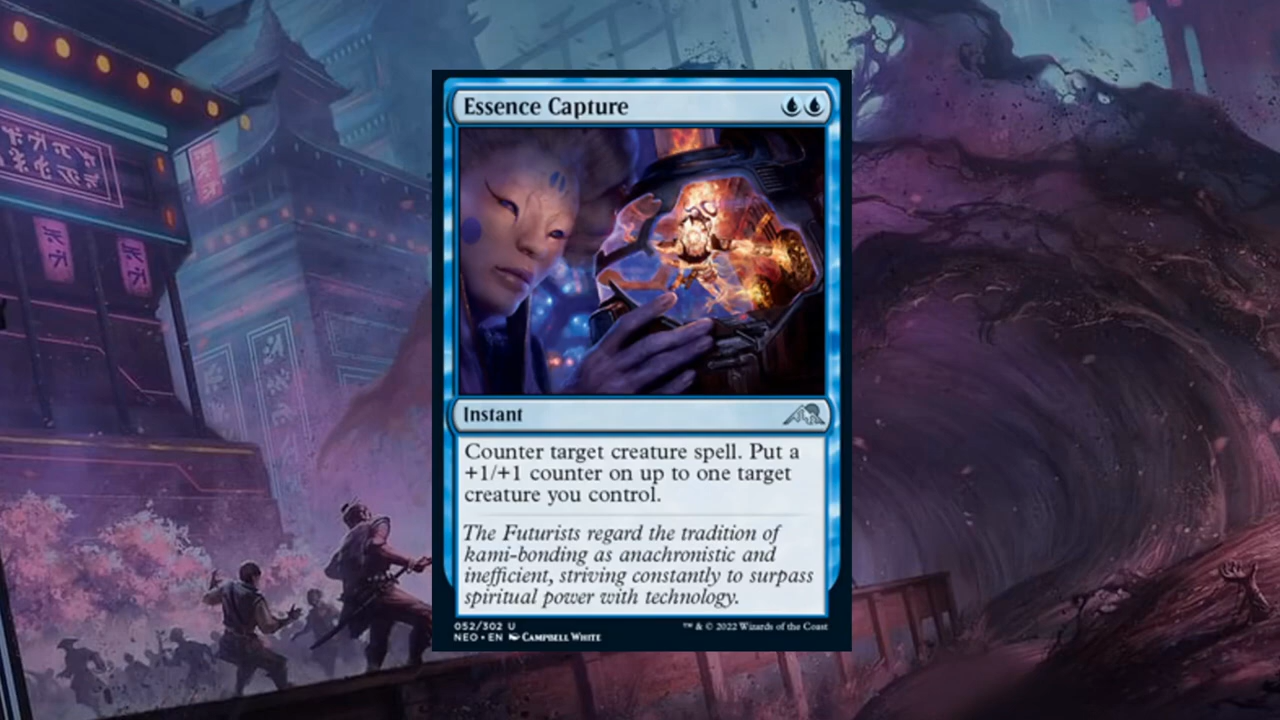 Essence Capture
Instant
Counter target creature spell. Put a
+1/+1 counter on up to one target
creature you control.
The Futurists regard the tradition of
kami-bonding as anachronistic and
inefficient, striving constantly to surpass
spiritual power with technology.
052/302 U
NEO • EN Campbell White
™ & © 2022 Wizards of the Coast